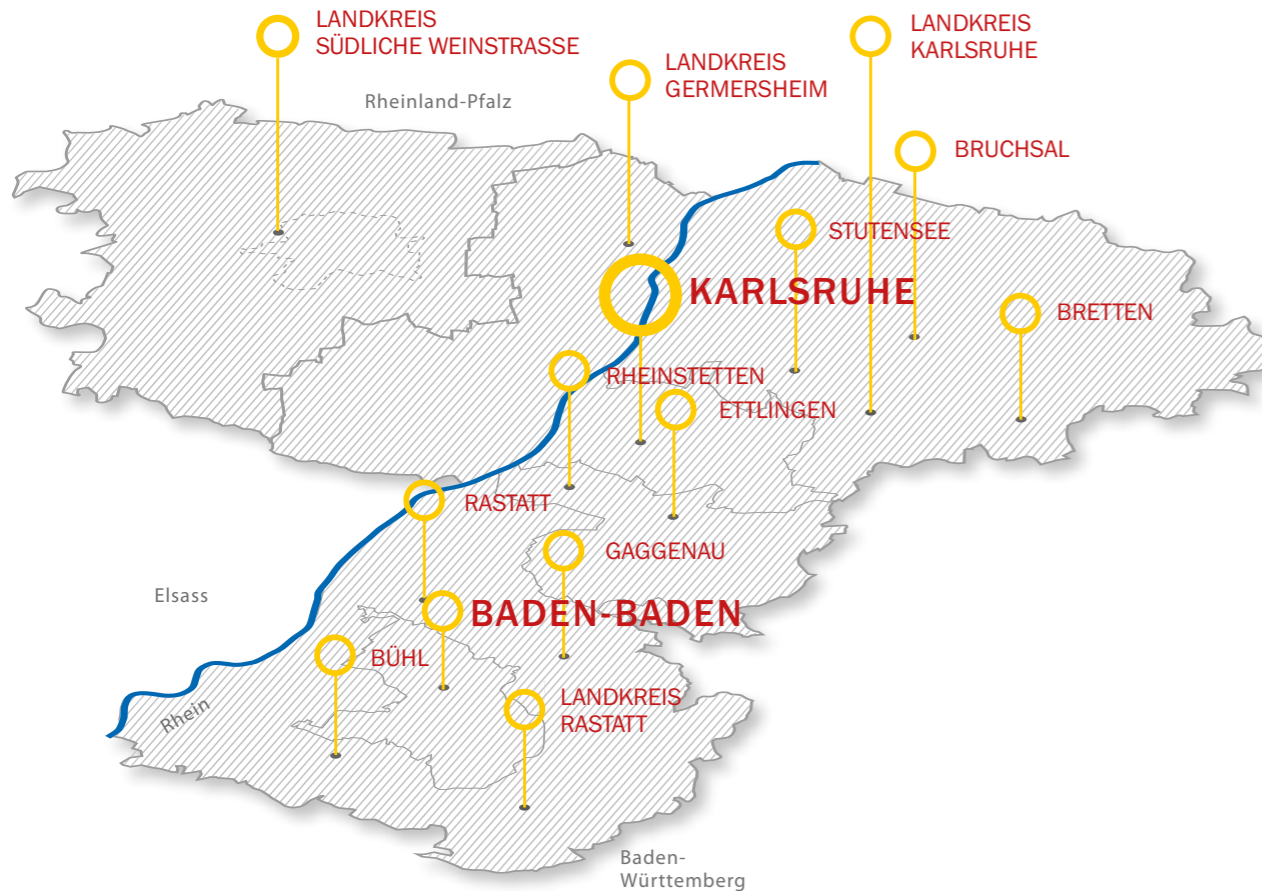 LANDKREIS
SÜDLICHE WEINSTRASSE
LANDKREIS
KARLSRUHE
LANDKREIS
GERMERSHEIM
Rheinland-Pfalz
BRUCHSAL
STUTENSEE
KARLSRUHE
BRETTEN
RHEINSTETTEN
ETTLINGEN
RASTATT
GAGGENAU
Elsass
BADEN-BADEN
BÜHL
LANDKREIS
RASTATT
Rhein
Baden-
Württemberg